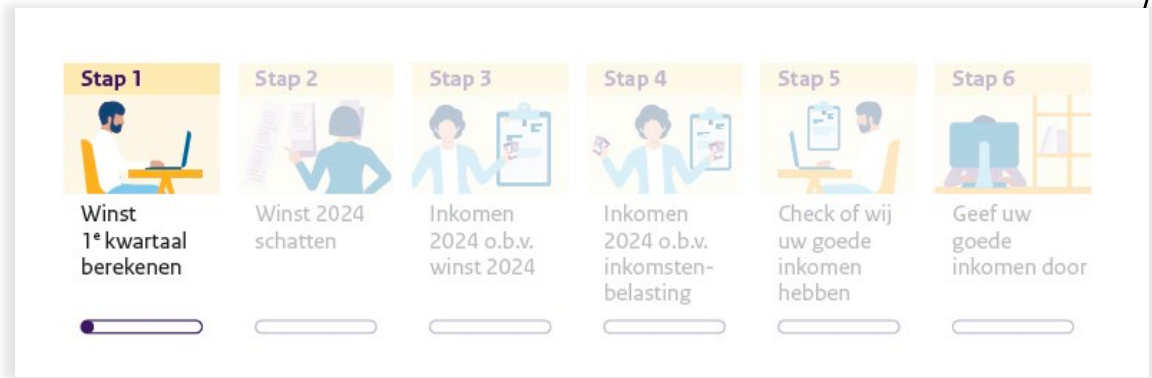 Stap 1
Winst
1e kwartaal
berekenen
Stap 2
Winst 2024
schatten
Stap 3
Inkomen
2024 o.b.v.
winst 2024
Stap 4
Inkomen
2024 o.b.v.
inkomsten-
belasting
Stap 5
Check of wij
uw goede
inkomen
hebben
Stap 6
Geef uw
goede
inkomen door